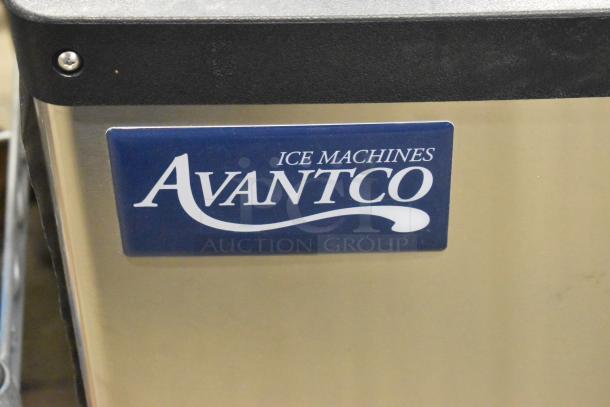 ICE MACHINES
AVANTCO
AUCTION GROUP